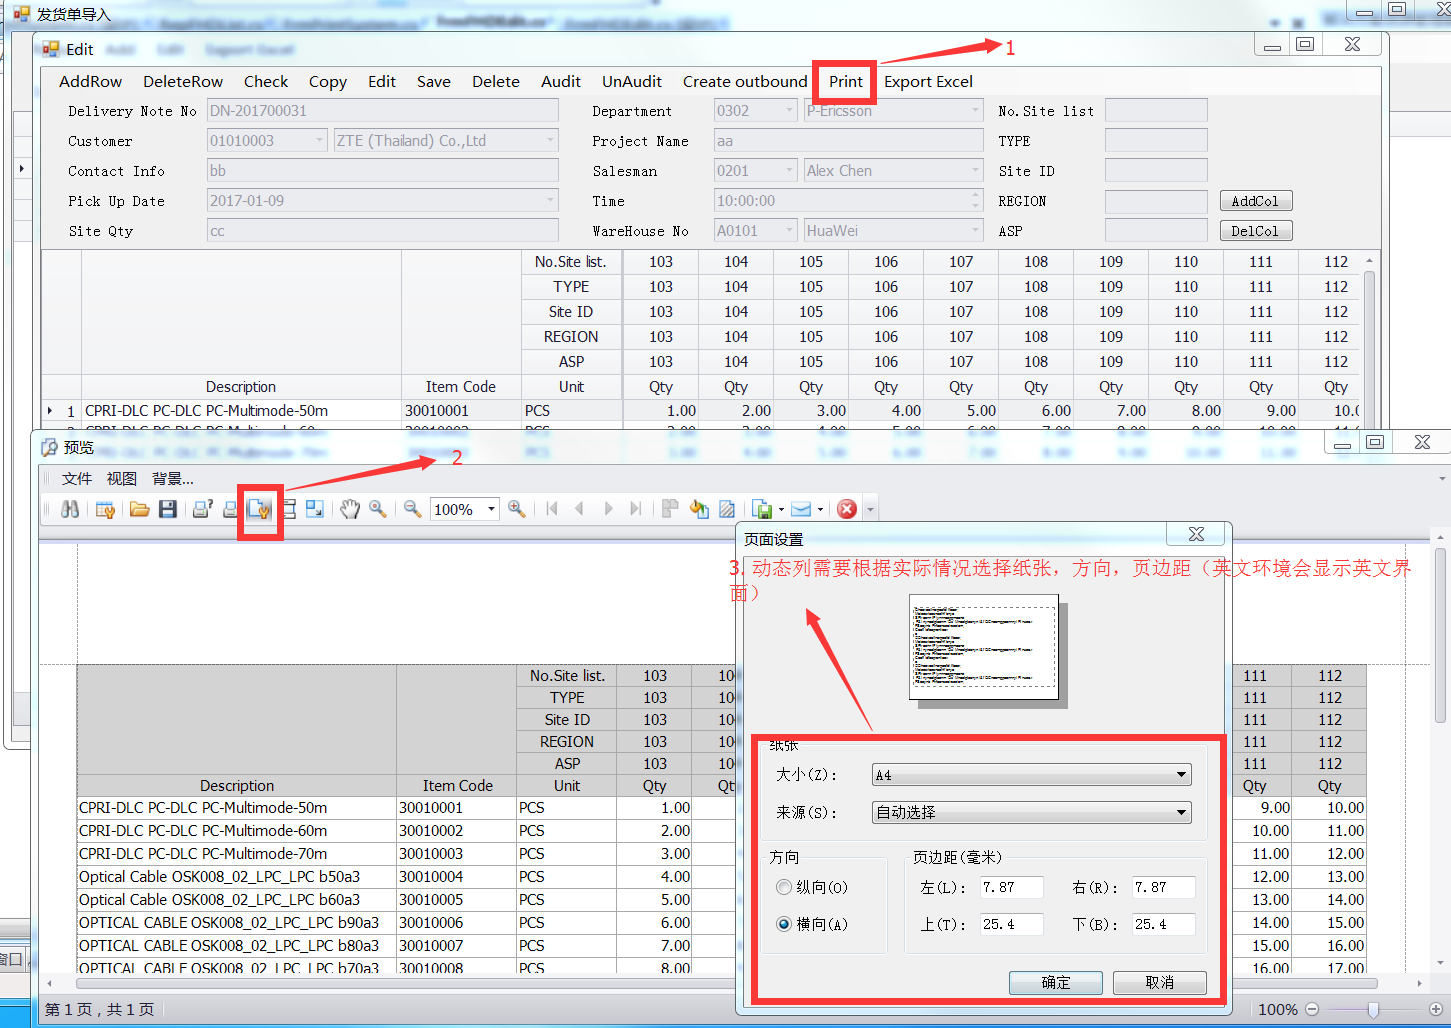 发货单导入
Edit
1
AddRow DeleteRow Check Copy Edit Save Delete Audit UnAudit Create outbound Print Export Excel
Delivery Note No DN-201700031 Department 0302 P-Ericsson No.Site list
Customer 01010003 ZTE (Thailand) Co.,Ltd Project Name aa TYPE
Contact Info bb Salesman 0201 Alex Chen Site ID
Pick Up Date 2017-01-09 Time 10:00:00 REGION AddCol
Site Qty cc WareHouse No A0101 HuaWei ASP DelCol
No.Site list. 103 104 105 106 107 108 109 110 111 112
TYPE 103 104 105 106 107 108 109 110 111 112
Site ID 103 104 105 106 107 108 109 110 111 112
REGION 103 104 105 106 107 108 109 110 111 112
ASP 103 104 105 106 107 108 109 110 111 112
Description Item Code Unit Qty Qty Qty Qty Qty Qty Qty Qty Qty Qty
1 CPRI-DLC PC-DLC PC-Multimode-50m 30010001 PCS 1.00 2.00 3.00 4.00 5.00 6.00 7.00 8.00 9.00 10.0
预览
2
文件 视图 背景...
100%
页面设置
3. 动态列需要根据实际情况选择纸张，方向，页边距（英文环境会显示英文界
面）
No.Site list. 103 10 111 112
TYPE 103 10 111 112
Site ID 103 10 111 112
REGION 103 10 111 112
ASP 103 10 111 112
Description Item Code Unit Qty Qt Qty Qty
CPRI-DLC PC-DLC PC-Multimode-50m 30010001 PCS 1.00 9.00 10.00
CPRI-DLC PC-DLC PC-Multimode-60m 30010002 PCS 2.00 10.00 11.00
CPRI-DLC PC-DLC PC-Multimode-70m 30010003 PCS 3.00 11.00 12.00
Optical Cable OSK008_02_LPC_LPC b50a3 30010004 PCS 4.00 12.00 13.00
Optical Cable OSK008_02_LPC_LPC b60a3 30010005 PCS 5.00 13.00 14.00
OPTICAL CABLE OSK008_02_LPC_LPC b90a3 30010006 PCS 6.00 14.00 15.00
OPTICAL CABLE OSK008_02_LPC_LPC b80a3 30010007 PCS 7.00 15.00 16.00
OPTICAL CABLE OSK008_02_LPC_LPC b70a3 30010008 PCS 8.00 16.00 17.00
纸张
大小(Z): A4
来源(S): 自动选择
方向
纵向(O)
横向(A)
页边距(毫米)
左(L): 7.87 右(R): 7.87
上(T): 25.4 下(B): 25.4
确定 取消
窗口
第 1 页，共 1 页
100%